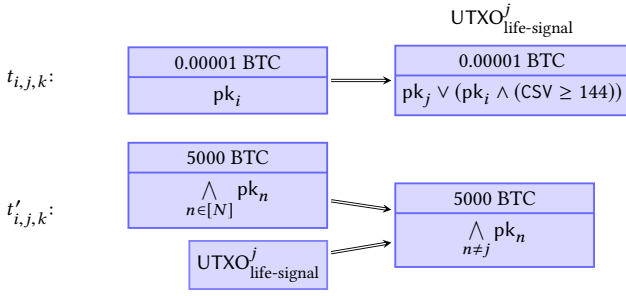 UTXO^j_life-signal
t_{i,j,k}: 0.00001 BTC 0.00001 BTC
pk_i pk_j ∨ (pk_i ∧ (CSV ≥ 144))
t'_{i,j,k}: 5000 BTC
⋀_{n∈[N]} pk_n
5000 BTC
⋀_{n≠j} pk_n
UTXO^j_life-signal